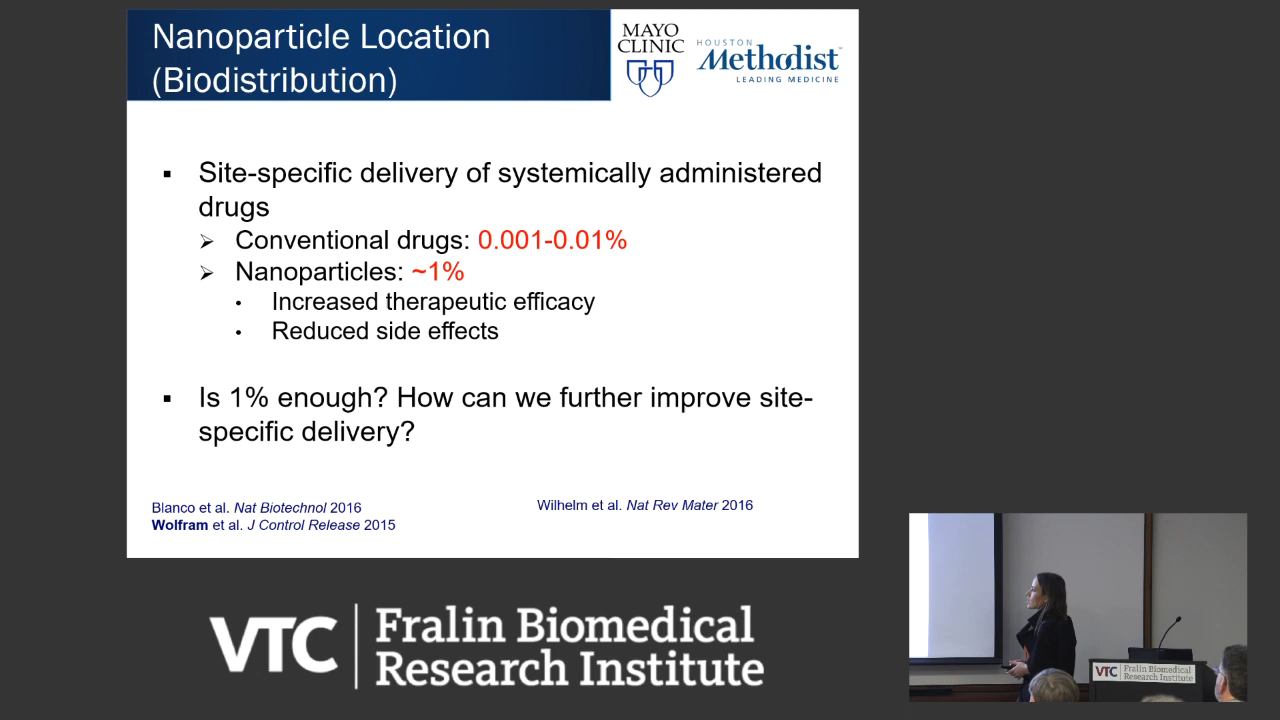 Nanoparticle Location
(Biodistribution)
MAYO
CLINIC
HOUSTON
Methodist
LEADING MEDICINE
▪ Site-specific delivery of systemically administered
drugs
➢ Conventional drugs: 0.001-0.01%
➢ Nanoparticles: ~1%
• Increased therapeutic efficacy
• Reduced side effects
▪ Is 1% enough? How can we further improve site-
specific delivery?
Blanco et al. Nat Biotechnol 2016
Wolfram et al. J Control Release 2015
Wilhelm et al. Nat Rev Mater 2016
VTC Fralin Biomedical
Research Institute
VTC Fralin Biomedical
Research Institute